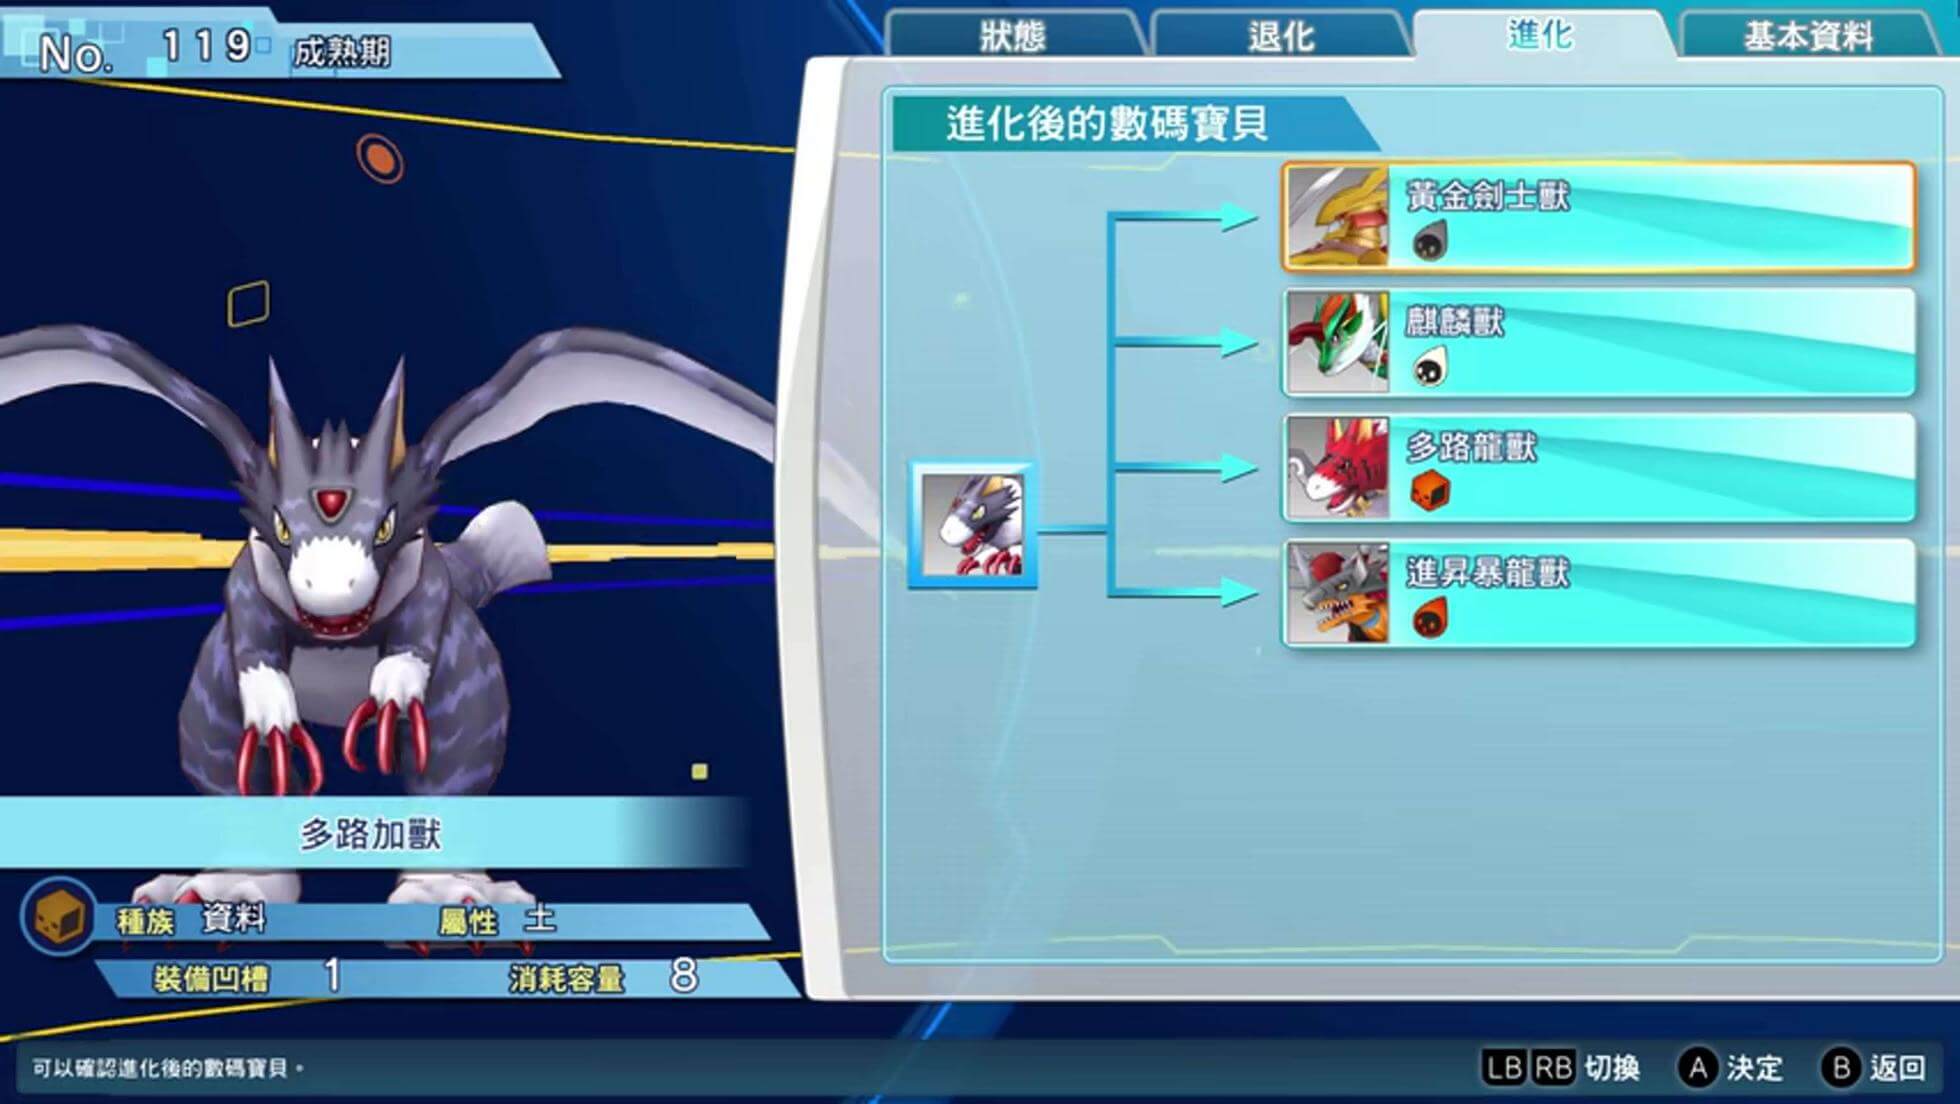 No. 119 成熟期
狀態 退化 進化 基本資料
進化後的數碼寶貝
黃金劍士獸
麒麟獸
多路龍獸
進昇暴龍獸
多路加獸
種族 資料 屬性 土
裝備凹槽 1 消耗容量 8
可以確認進化後的數碼寶貝。
LB RB 切換 A 決定 B 返回